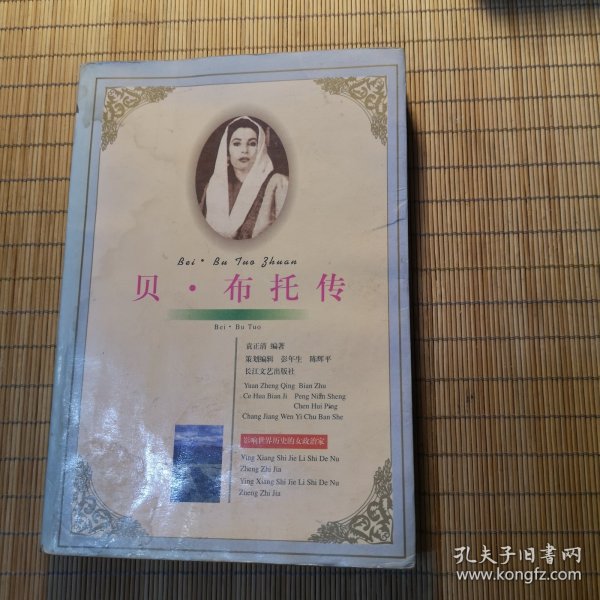 Bei · Bu Tuo Zhuan
贝·布托传
Bei · Bu Tuo
袁正清 编著
策划编辑 彭年生 陈辉平
长江文艺出版社
Yuan Zheng Qing Bian Zhu
Ce Hua Bian Ji Peng Nian Sheng
Chen Hui Ping
Chang Jiang Wen Yi Chu Ban She
影响世界历史的女政治家
Ying Xiang Shi Jie Li Shi De Nu
Zheng Zhi Jia
Ying Xiang Shi Jie Li Shi De Nu
Zheng Zhi Jia
孔夫子旧书网
www.kongfz.com